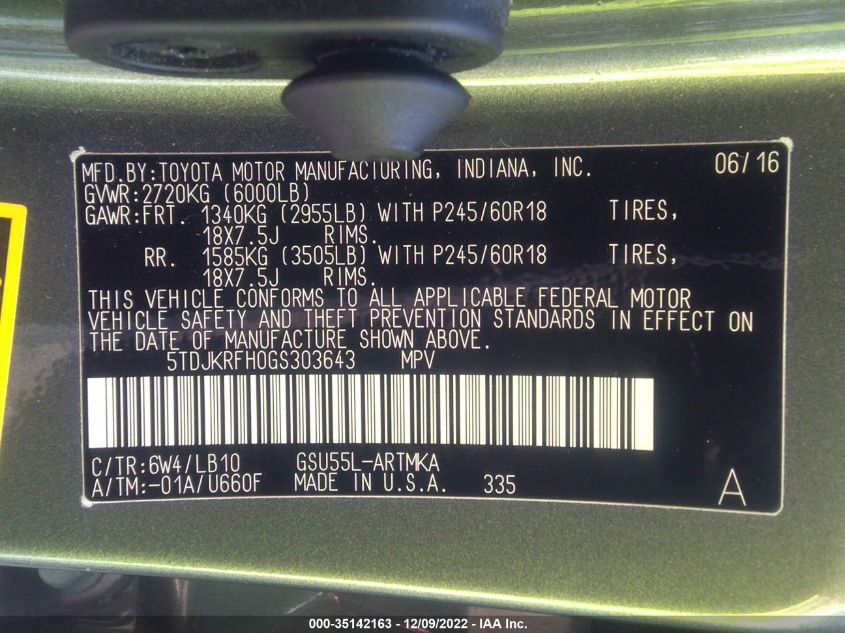 MFD.BY:TOYOTA MOTOR MANUFACTURING, INDIANA, INC. 06/16
GVWR:2720KG (6000LB)
GAWR:FRT. 1340KG (2955LB) WITH P245/60R18 TIRES,
18X7.5J RIMS.
RR. 1585KG (3505LB) WITH P245/60R18 TIRES,
18X7.5J RIMS.
THIS VEHICLE CONFORMS TO ALL APPLICABLE FEDERAL MOTOR
VEHICLE SAFETY AND THEFT PREVENTION STANDARDS IN EFFECT ON
THE DATE OF MANUFACTURE SHOWN ABOVE.
5TDJKRFH0GS303643 MPV
C/TR:6W4/LB10 GSU55L-ARTMKA
A/TM:-01A/U660F MADE IN U.S.A. 335 A
000-35142163 - 12/09/2022 - IAA Inc.